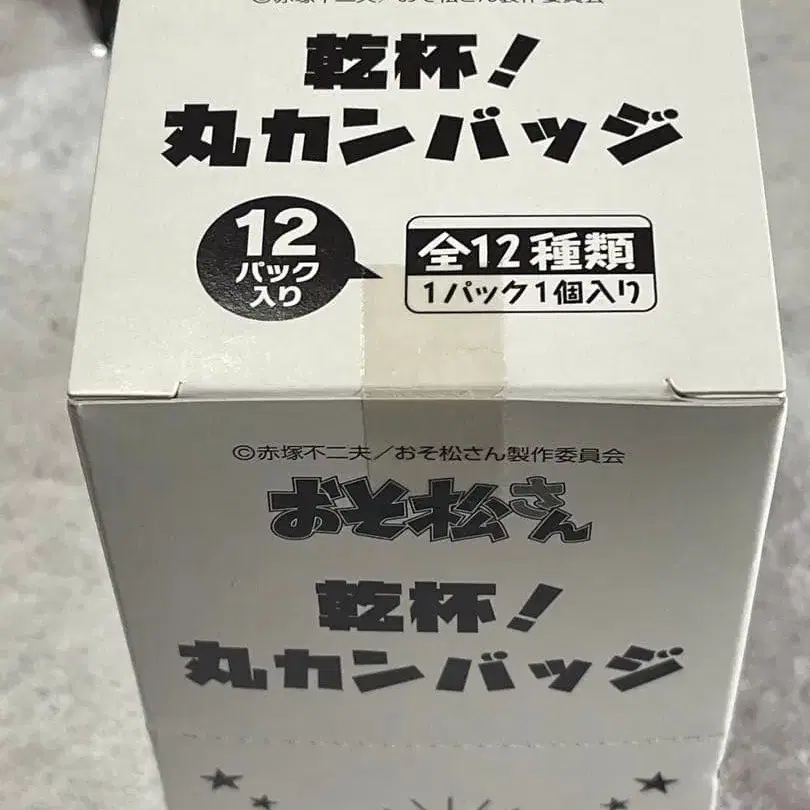 ©赤塚不二夫／おそ松さん製作委員会
乾杯！
丸カンバッジ
12
パック
入り
全12種類
1パック1個入り
©赤塚不二夫／おそ松さん製作委員会
おそ松さん
乾杯！
丸カンバッジ